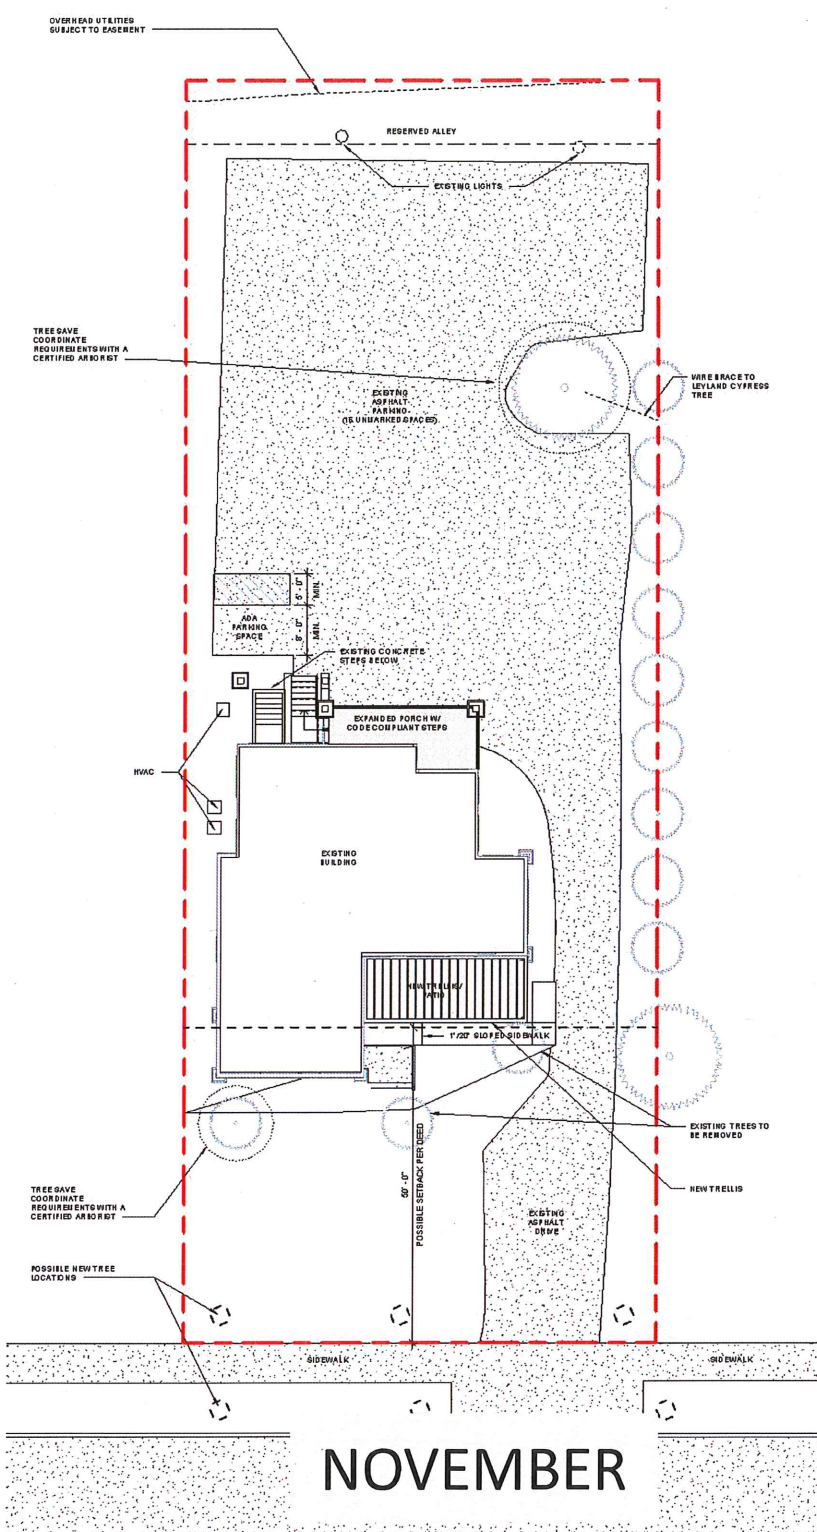 OVERHEAD UTILITIES
SUBJECT TO EASEMENT
RESERVED ALLEY
EXISTING LIGHTS
TREE SAVE
COORDINATE
REQUIREMENTS WITH A
CERTIFIED ARBORIST
WIRE BRACE TO
LEYLAND CYPRESS
TREE
EXISTING
ASPHALT
PARKING
(15 UNMARKED SPACES)
5' - 0"
MIN.
ADA
PARKING
SPACE
8' - 0"
MIN.
EXISTING CONCRETE
STEPS BELOW
EXPANDED PORCH W/
CODE COMPLIANT STEPS
HVAC
EXISTING
BUILDING
NEW TRELLIS/
PATIO
1"/20" SLOPED SIDEWALK
EXISTING TREES TO
BE REMOVED
50' - 0"
POSSIBLE SETBACK PER DEED
TREE SAVE
COORDINATE
REQUIREMENTS WITH A
CERTIFIED ARBORIST
NEW TRELLIS
EXISTING
ASPHALT
DRIVE
POSSIBLE NEW TREE
LOCATIONS
SIDEWALK
SIDEWALK
NOVEMBER